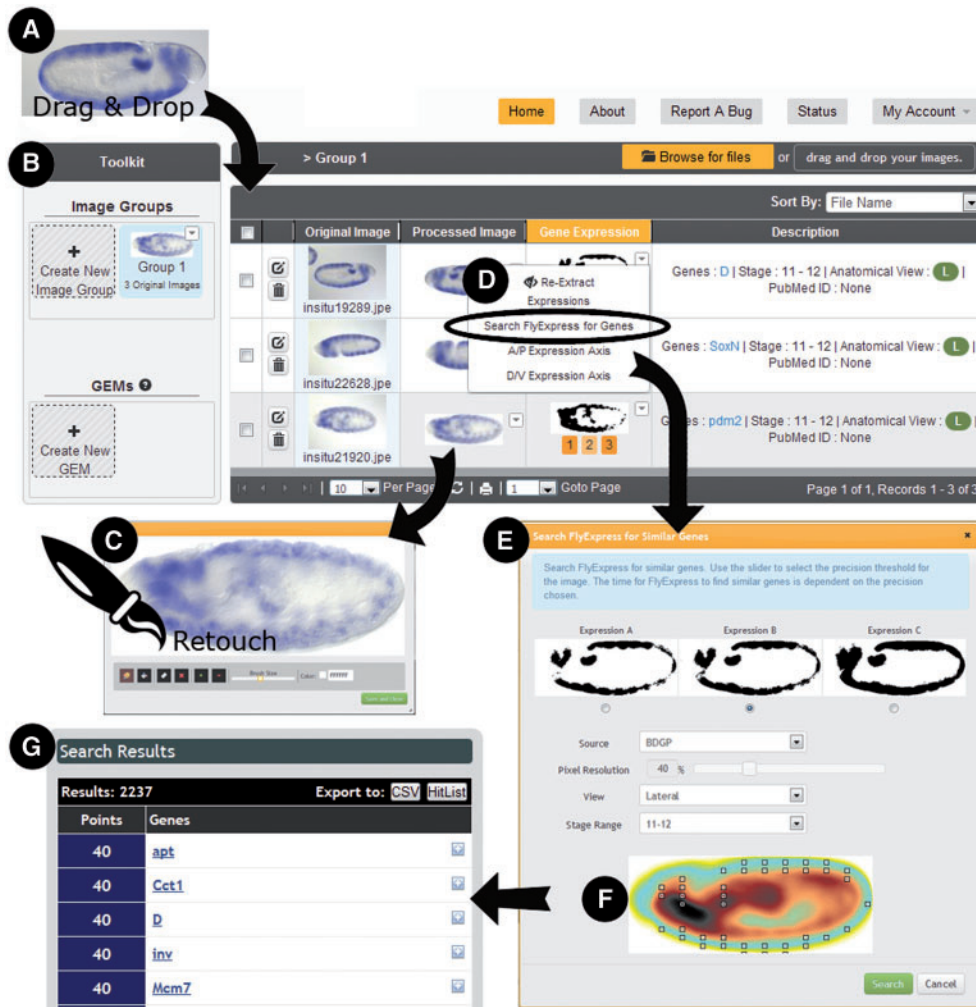 A
Drag & Drop
Home About Report A Bug Status My Account
B
Toolkit
> Group 1
Browse for files or drag and drop your images.
Image Groups
+
Create New
Image Group
Group 1
3 Original Images
GEMs ?
+
Create New
GEM
Sort By: File Name
Original Image Processed Image Gene Expression Description
insitu19289.jpe
Genes : D | Stage : 11 - 12 | Anatomical View : L |
PubMed ID : None
D
Re-Extract
Expressions
Search FlyExpress for Genes
A/P Expression Axis
D/V Expression Axis
insitu22628.jpe
Genes : SoxN | Stage : 11 - 12 | Anatomical View : L |
PubMed ID : None
insitu21920.jpe
1 2 3
: pdm2 | Stage : 11 - 12 | Anatomical View : L |
PubMed ID : None
10 Per Page 1 Goto Page Page 1 of 1, Records 1 - 3 of 3
C
Retouch
Brush Size
Color: ffffff
Save and Close
E
Search FlyExpress for Similar Genes
Search FlyExpress for similar genes. Use the slider to select the precision threshold for
the image. The time for FlyExpress to find similar genes is dependent on the precision
chosen.
Expression A Expression B Expression C
Source BDGP
Pixel Resolution 40 %
View Lateral
Stage Range 11-12
F
Search Cancel
G
Search Results
Results: 2237 Export to: CSV HitList
Points Genes
40 apt
40 Cct1
40 D
40 inv
40 Mcm7